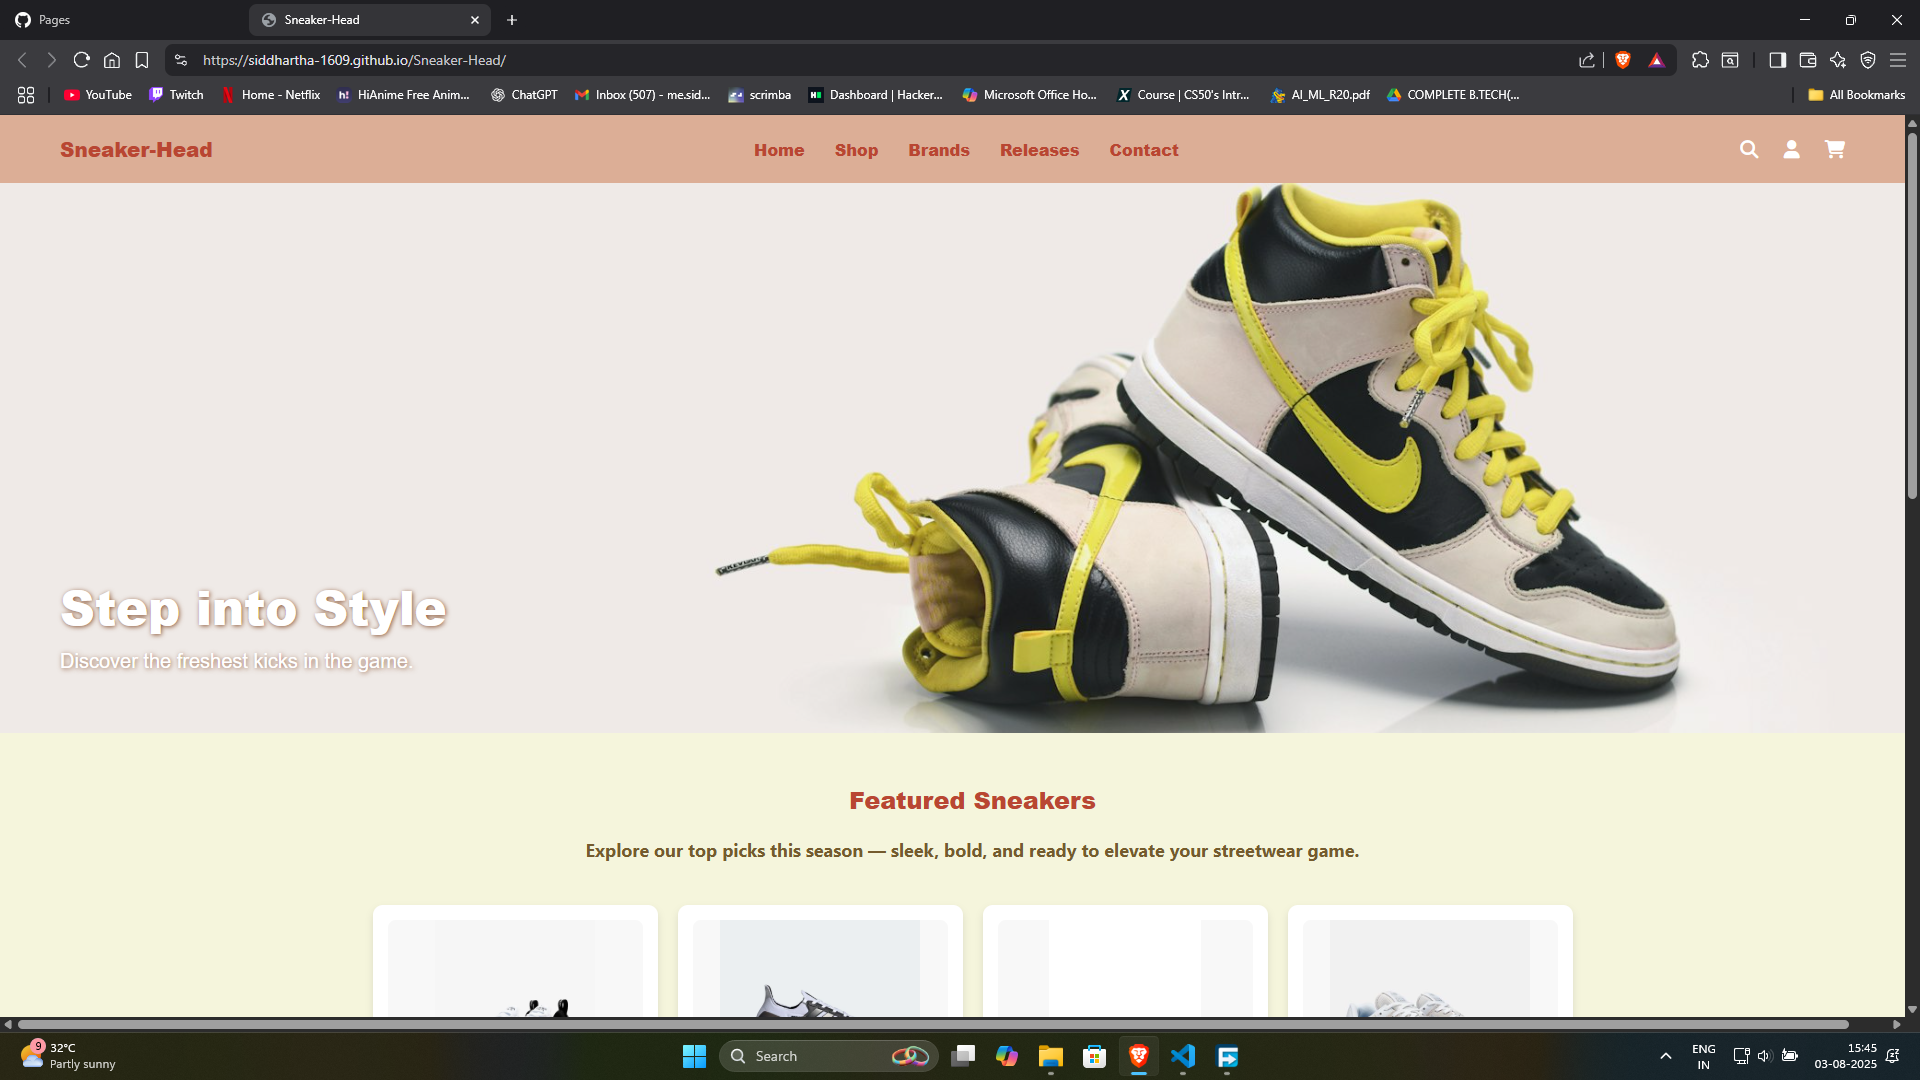 Pages
Sneaker-Head
https://siddhartha-1609.github.io/Sneaker-Head/
YouTube
Twitch
Home - Netflix
HiAnime Free Anim...
ChatGPT
Inbox (507) - me.sid...
scrimba
Dashboard | Hacker...
Microsoft Office Ho...
Course | CS50's Intr...
AI_ML_R20.pdf
COMPLETE B.TECH(...
All Bookmarks
Sneaker-Head
Home
Shop
Brands
Releases
Contact
Step into Style
Discover the freshest kicks in the game.
Featured Sneakers
Explore our top picks this season — sleek, bold, and ready to elevate your streetwear game.
9
32°C
Partly sunny
Search
ENG
IN
15:45
03-08-2025